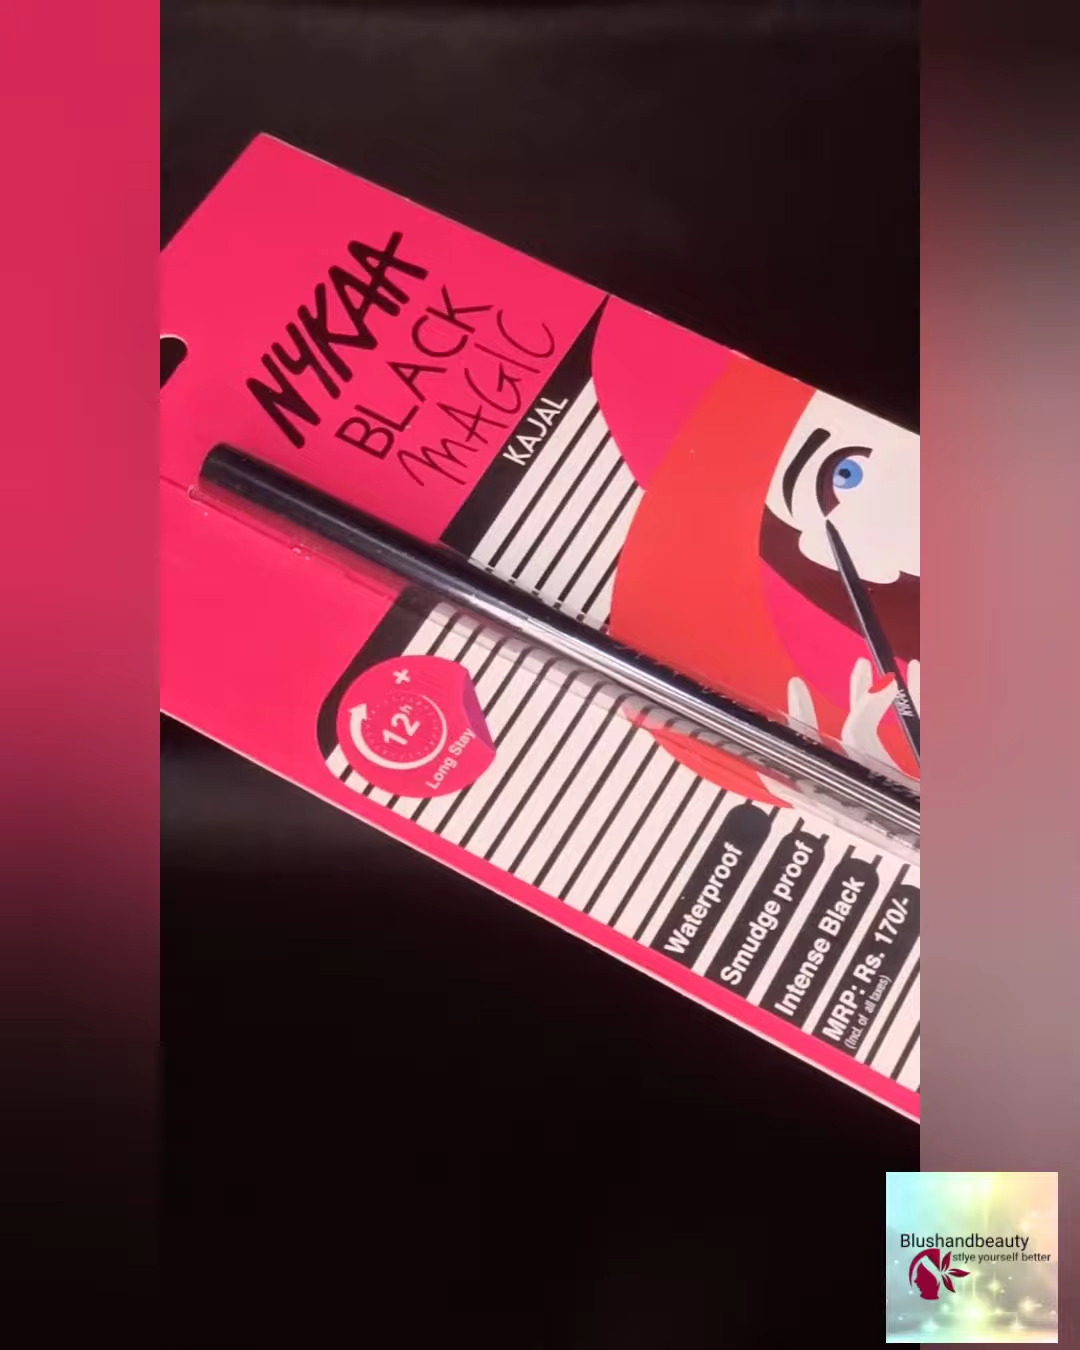 NYKAA
BLACK
MAGIC
KAJAL
12h+
Long Stay
Waterproof
Smudge proof
Intense Black
MRP: Rs. 170/-
(Incl. of all taxes)
Blushandbeauty
stlye yourself better